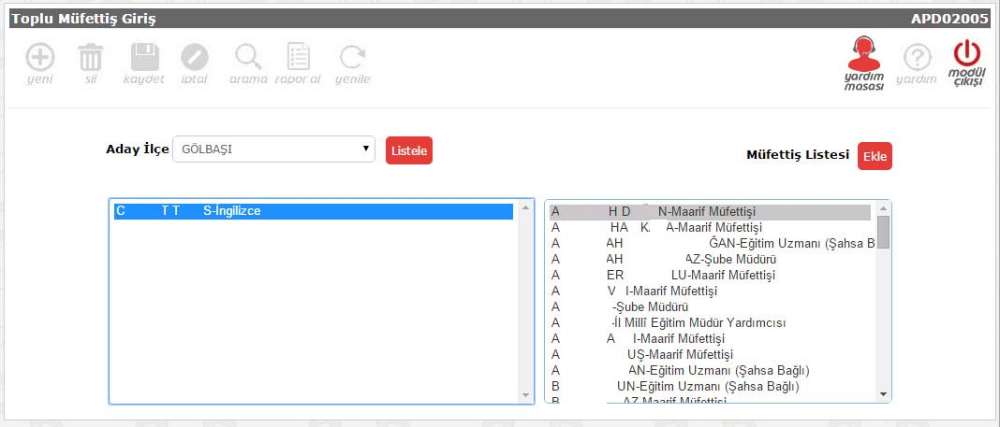 Toplu Müfettiş Giriş APD02005
yeni sil kaydet iptal arama rapor al yenile yardım masası yardım modül çıkışı
Aday İlçe GÖLBAŞI Listele Müfettiş Listesi Ekle
C T T S-İngilizce
A H D N-Maarif Müfettişi
A HA K. A-Maarif Müfettişi
A AH ĞAN-Eğitim Uzmanı (Şahsa B
A AH AZ-Şube Müdürü
A ER LU-Maarif Müfettişi
A V I-Maarif Müfettişi
A -Şube Müdürü
A -İl Millî Eğitim Müdür Yardımcısı
A A I-Maarif Müfettişi
A UŞ-Maarif Müfettişi
A AN-Eğitim Uzmanı (Şahsa Bağlı)
B UN-Eğitim Uzmanı (Şahsa Bağlı)
B AZ-Maarif Müfettişi